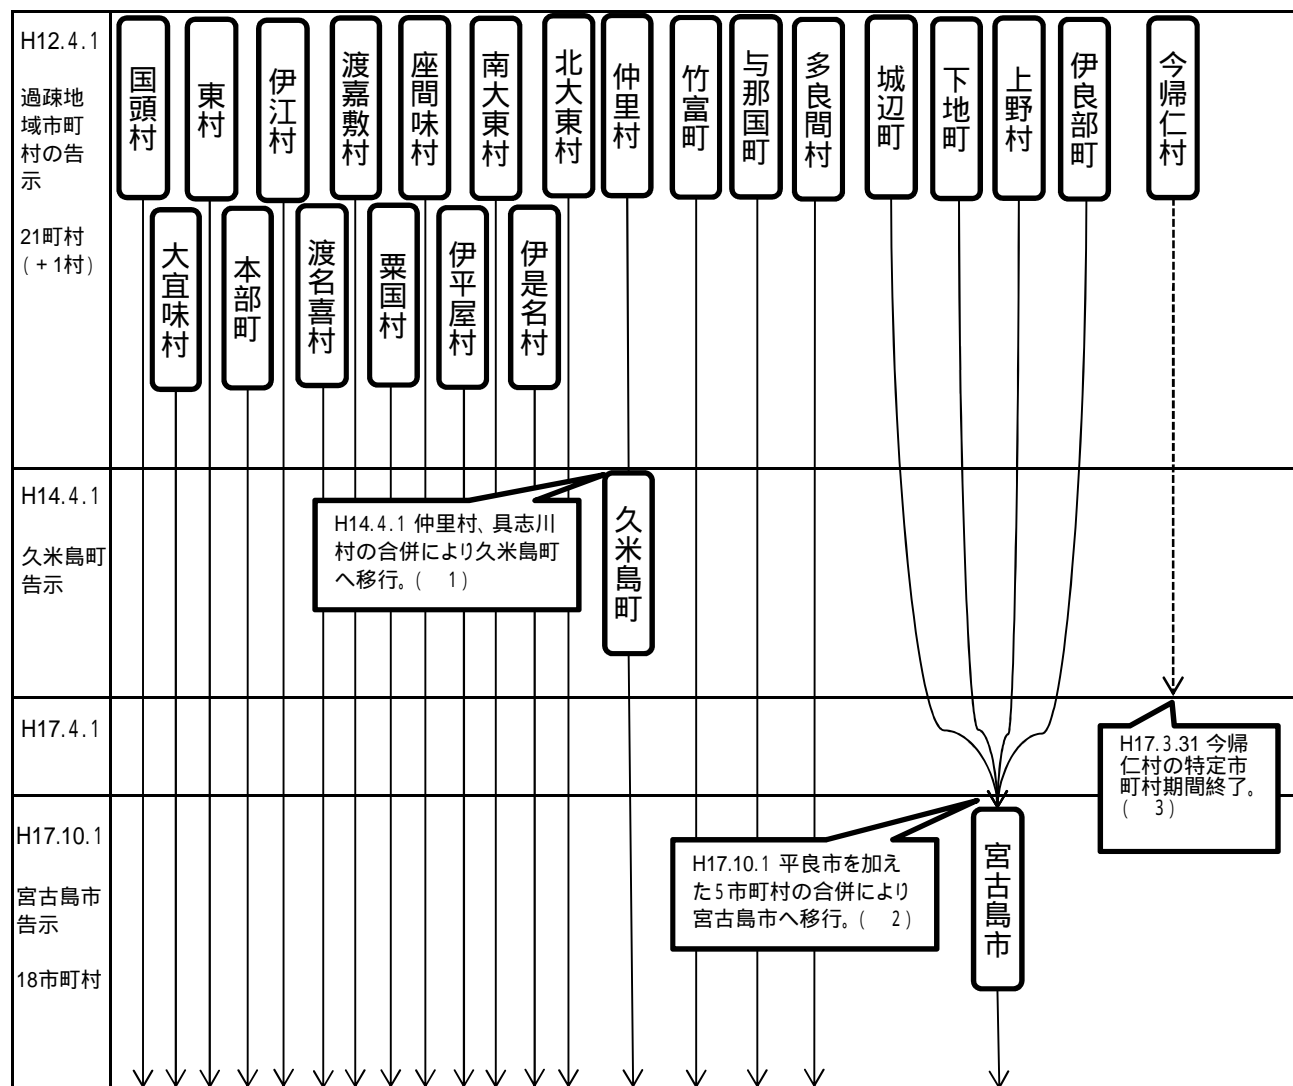 H12.4.1
過疎地
域市町
村の告
示
21町村
(+1村)
国頭村
東村
伊江村
渡嘉敷村
座間味村
南大東村
北大東村
仲里村
竹富町
与那国町
多良間村
城辺町
下地町
上野村
伊良部町
今帰仁村
大宜味村
本部町
渡名喜村
粟国村
伊平屋村
伊是名村
H14.4.1
久米島町
告示
H14.4.1 仲里村、具志川
村の合併により久米島町
へ移行。( 1)
久米島町
H17.4.1
H17.3.31 今帰
仁村の特定市
町村期間終了。
( 3)
H17.10.1
宮古島市
告示
18市町村
H17.10.1 平良市を加え
た5市町村の合併により
宮古島市へ移行。( 2)
宮古島市